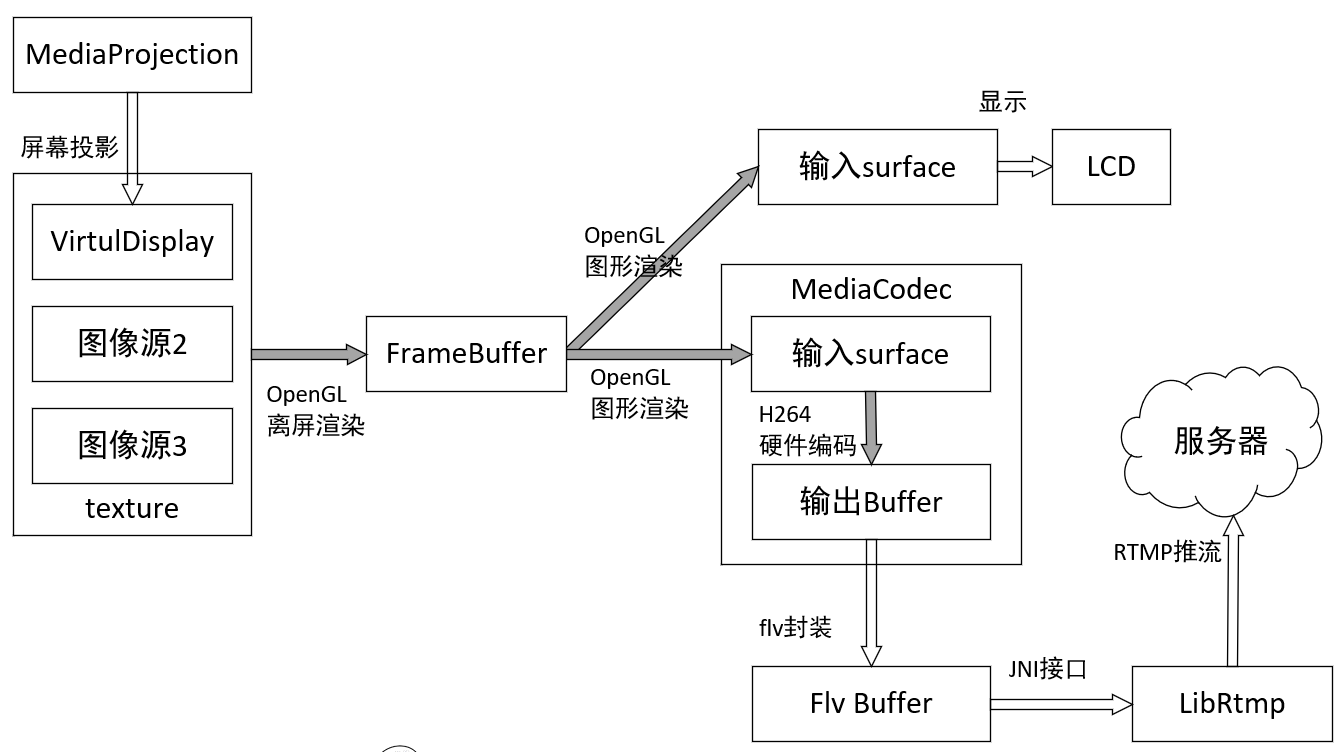 MediaProjection
屏幕投影
VirtulDisplay
图像源2
图像源3
texture
OpenGL
离屏渲染
FrameBuffer
OpenGL
图形渲染
输入surface
显示
LCD
OpenGL
图形渲染
MediaCodec
输入surface
H264
硬件编码
输出Buffer
flv封装
Flv Buffer
JNI接口
LibRtmp
RTMP推流
服务器